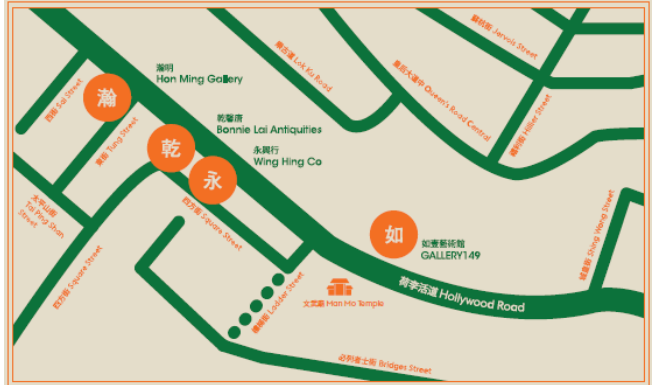 蘇杭街 Jervois Street
樂古道 Lok Ku Road
皇后大道中 Queen's Road Central
禧利街 Hillier Street
瀚明
Han Ming Gallery
西街 Sai Street
瀚
東街 Tung Street
乾馨齋
Bonnie Lai Antiquities
乾
永興行
Wing Hing Co
永
太平山街
Tai Ping Shan
Street
四方街 Square Street
四方街 Square Street
如
如壹藝術館
GALLERY149
城皇街 Shing Wong Street
樓梯街 Ladder Street
文武廟 Man Ho Temple
荷李活道 Hollywood Road
必列者士街 Bridges Street